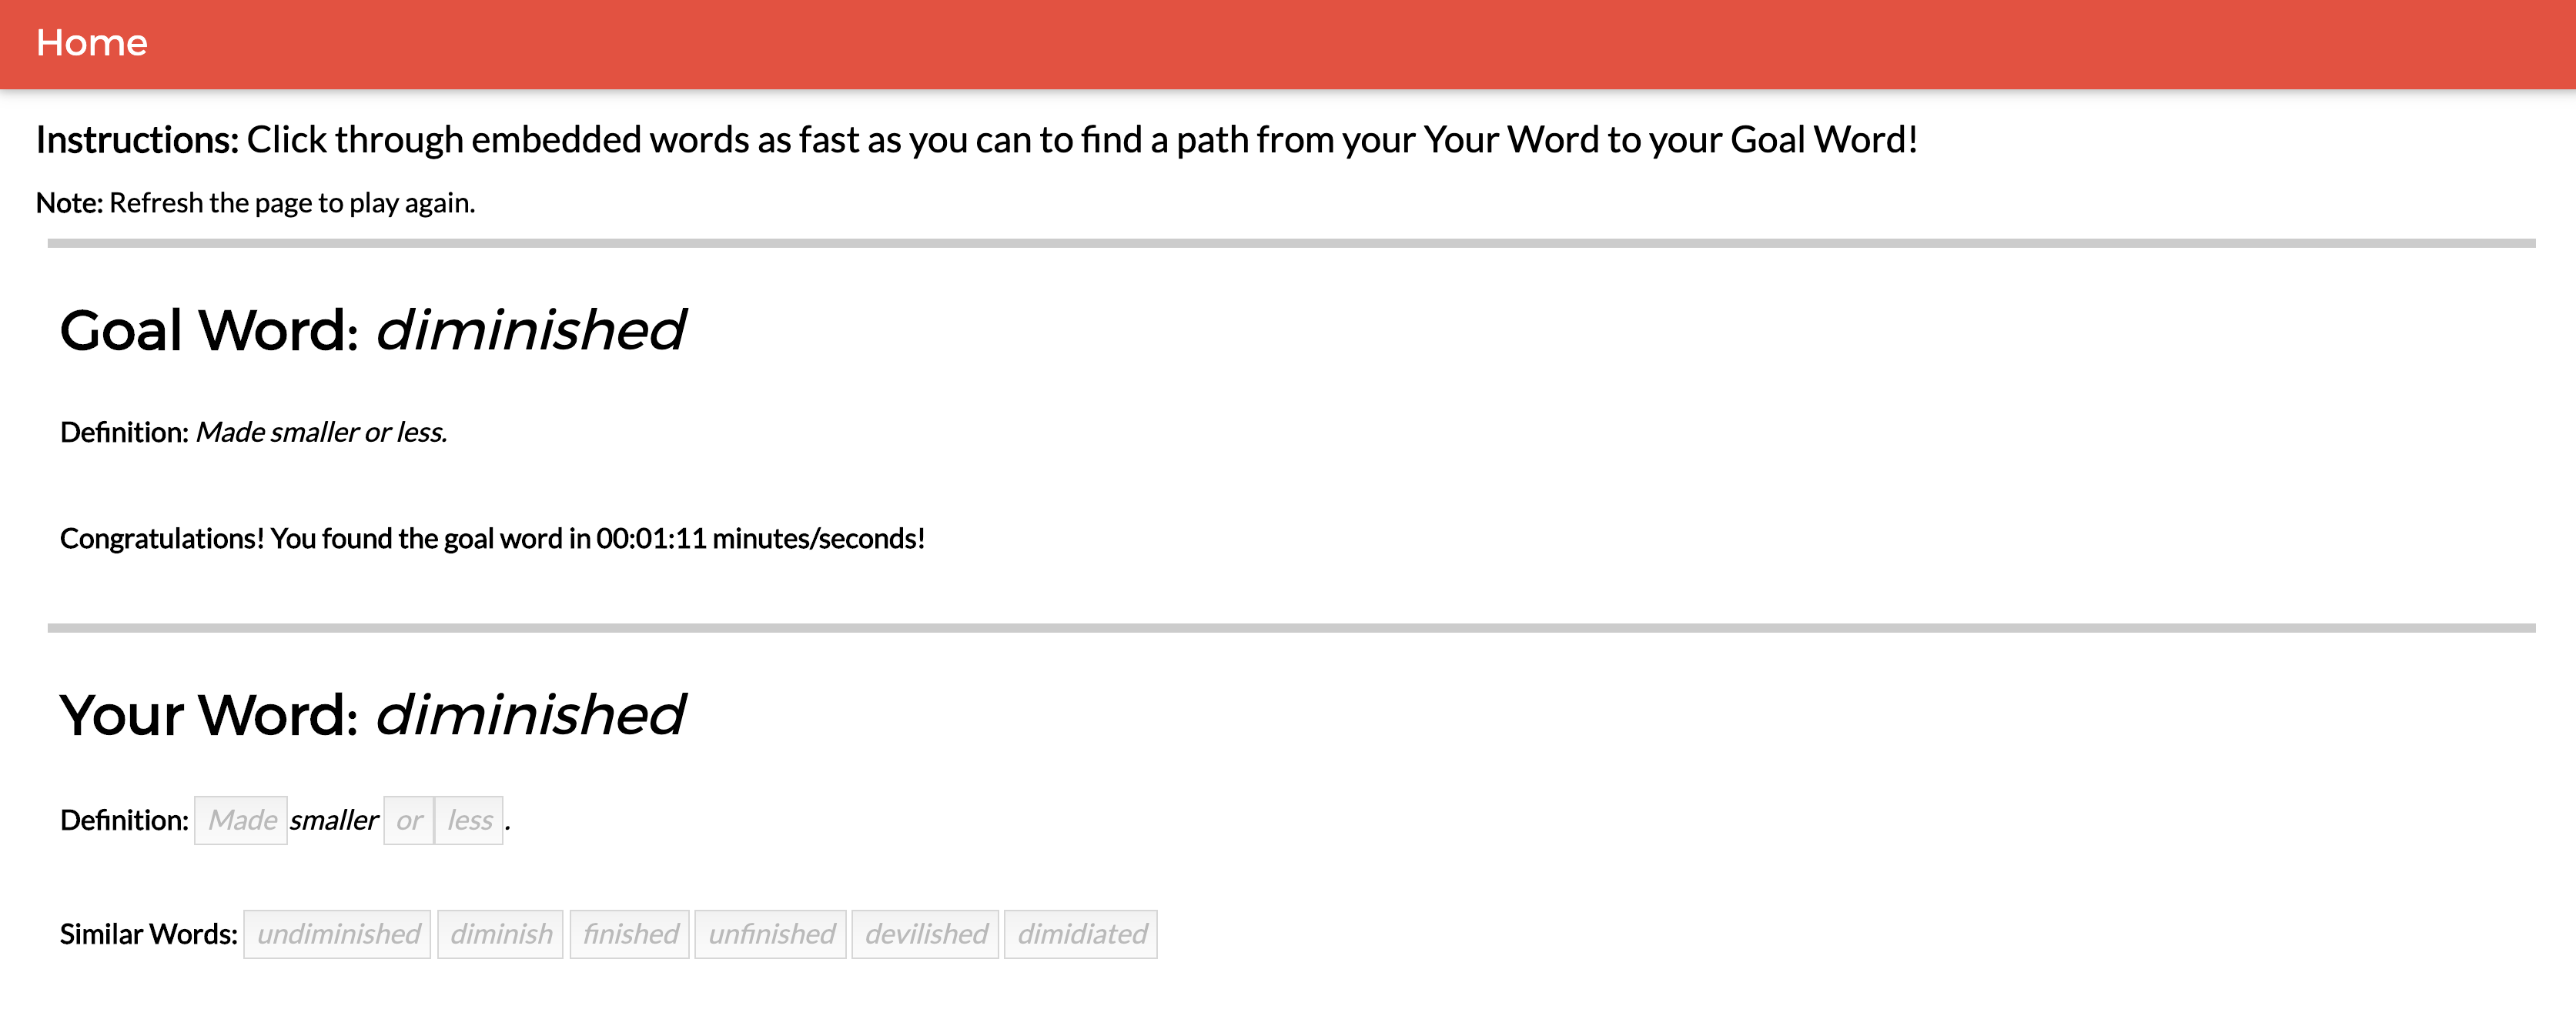 Home
Instructions: Click through embedded words as fast as you can to find a path from your Your Word to your Goal Word!
Note: Refresh the page to play again.
Goal Word: diminished
Definition: Made smaller or less.
Congratulations! You found the goal word in 00:01:11 minutes/seconds!
Your Word: diminished
Definition: Made smaller or less.
Similar Words: undiminished diminish finished unfinished devilished dimidiated